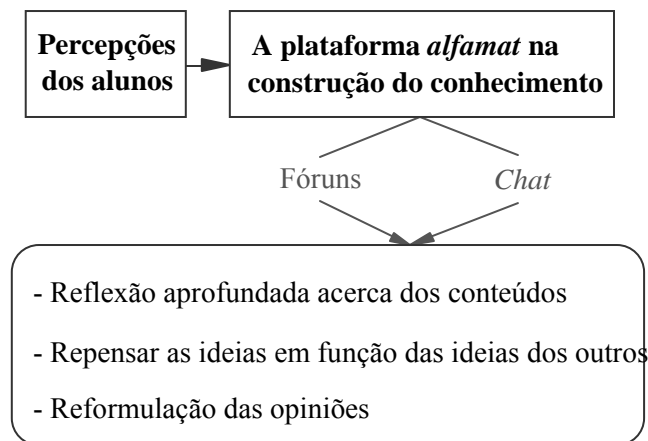 Percepções
dos alunos
A plataforma alfamat na
construção do conhecimento
Fóruns
Chat
- Reflexão aprofundada acerca dos conteúdos
- Repensar as ideias em função das ideias dos outros
- Reformulação das opiniões